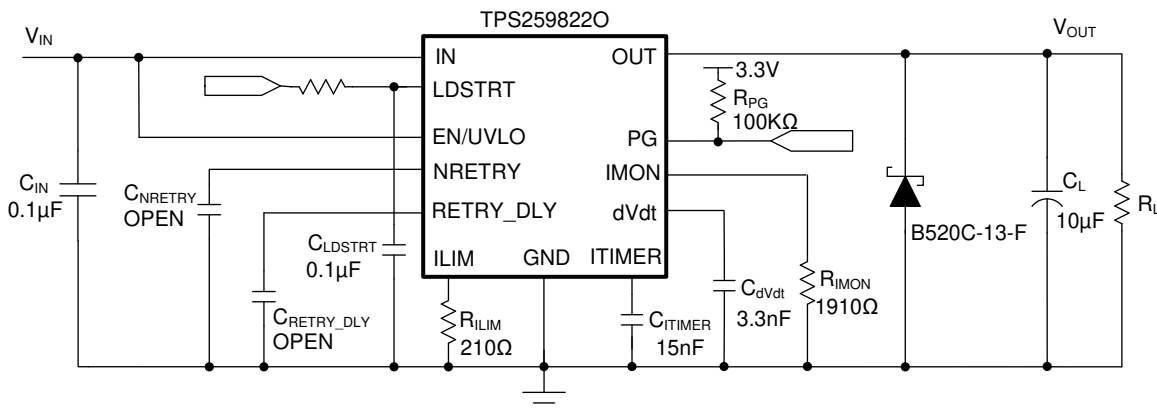 TPS259822O
V_IN
V_OUT
IN
OUT
3.3V
LDSTRT
R_PG
100KΩ
EN/UVLO
PG
NRETRY
IMON
C_IN
0.1µF
C_NRETRY
OPEN
RETRY_DLY
dVdt
C_L
10µF
R_L
B520C-13-F
C_LDSTRT
0.1µF
ILIM
GND
ITIMER
C_dVdt
3.3nF
R_IMON
1910Ω
C_RETRY_DLY
OPEN
R_ILIM
210Ω
C_ITIMER
15nF